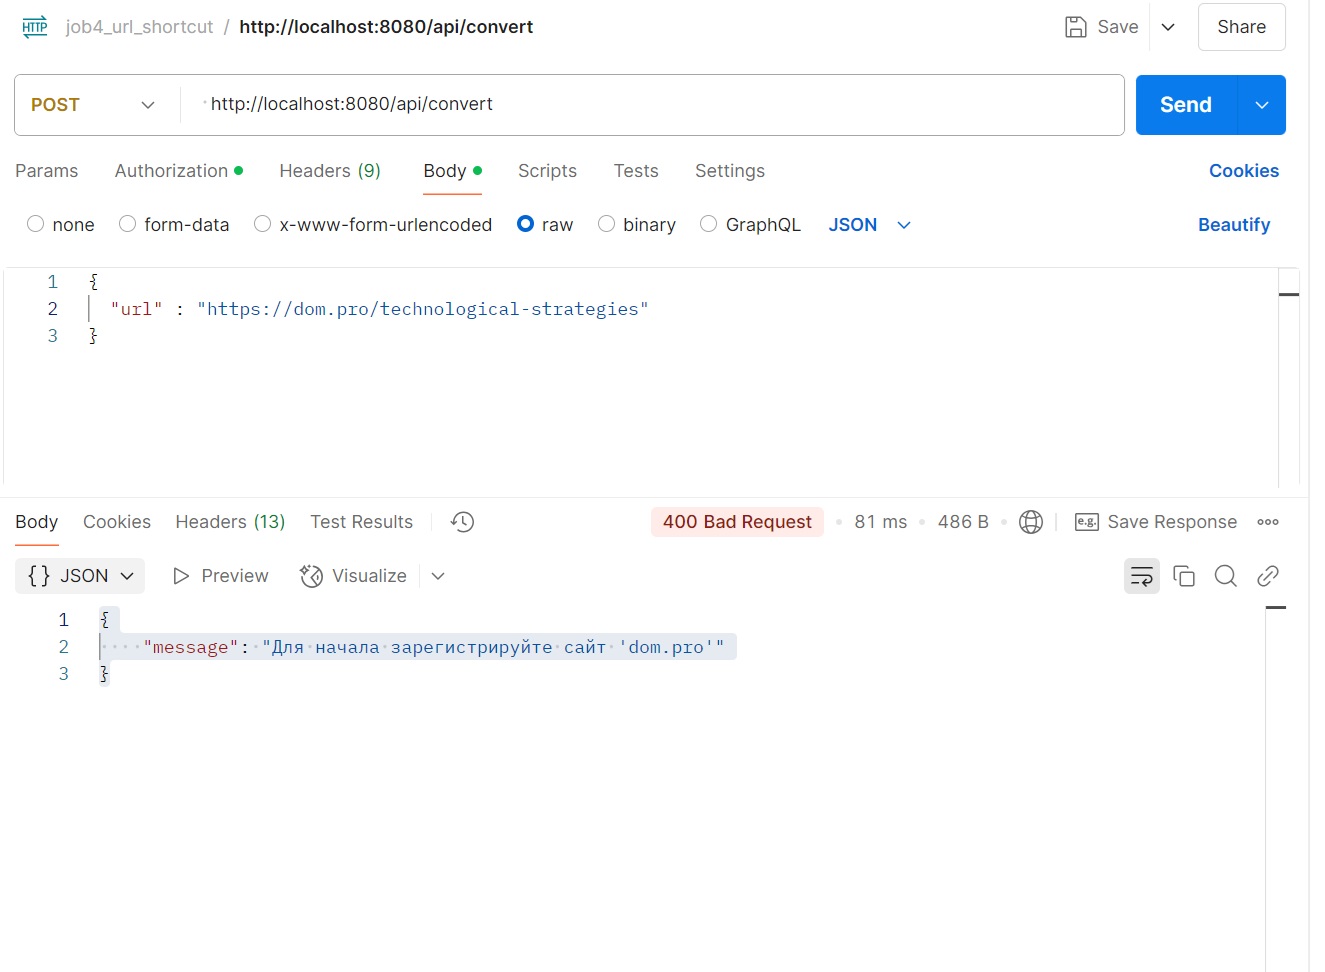 HTTP job4_url_shortcut / http://localhost:8080/api/convert Save Share
POST http://localhost:8080/api/convert Send
Params Authorization Headers (9) Body Scripts Tests Settings Cookies
none form-data x-www-form-urlencoded raw binary GraphQL JSON Beautify
1 {
2 "url" : "https://dom.pro/technological-strategies"
3 }
Body Cookies Headers (13) Test Results 400 Bad Request 81 ms 486 B e.g. Save Response
{} JSON Preview Visualize
1 {
2 "message": "Для начала зарегистрируйте сайт 'dom.pro'"
3 }